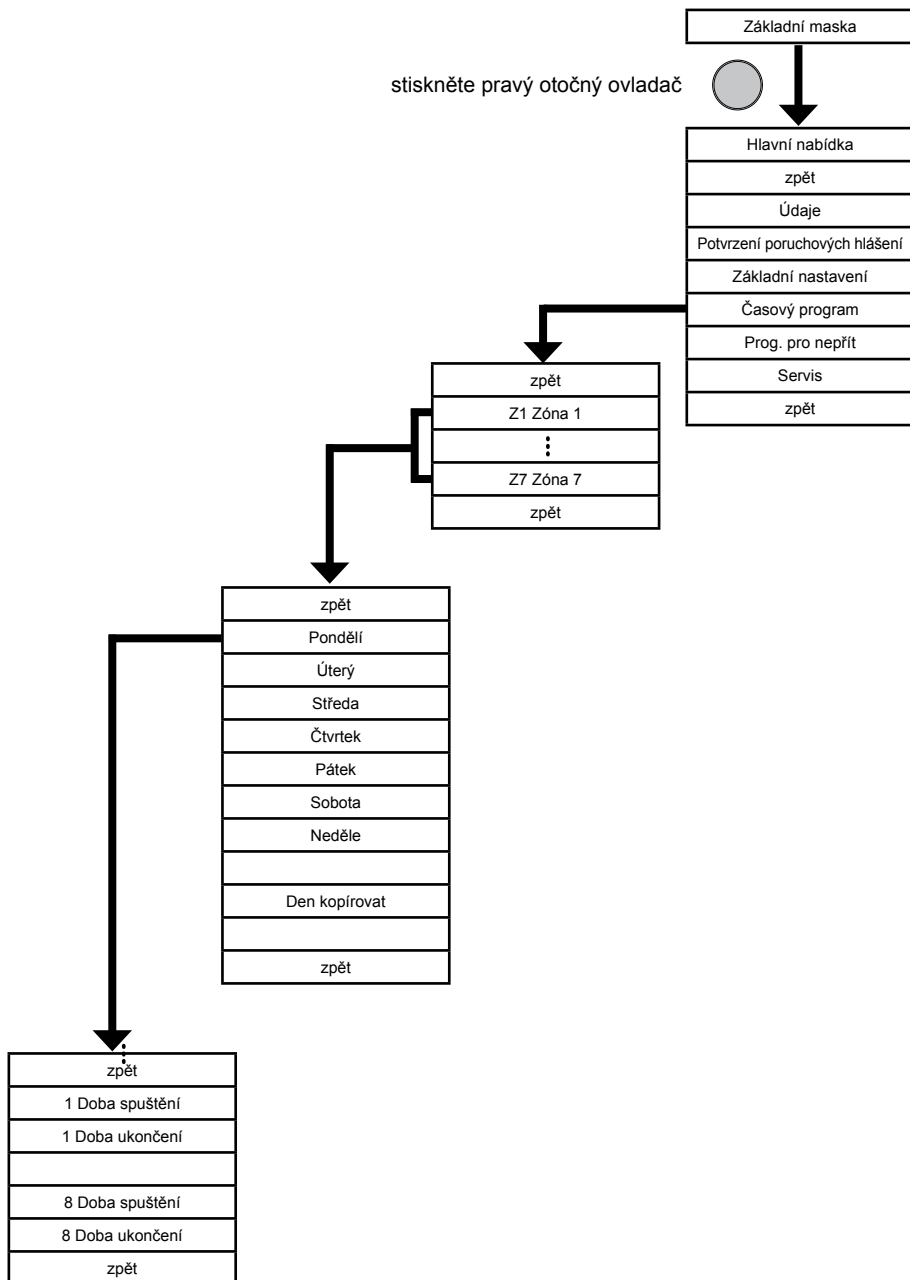 Základní maska
stiskněte pravý otočný ovladač
Hlavní nabídka
zpět
Údaje
Potvrzení poruchových hlášení
Základní nastavení
Časový program
Prog. pro nepřít
Servis
zpět
zpět
Z1 Zóna 1
Z7 Zóna 7
zpět
zpět
Pondělí
Úterý
Středa
Čtvrtek
Pátek
Sobota
Neděle
Den kopírovat
zpět
zpět
1 Doba spuštění
1 Doba ukončení
8 Doba spuštění
8 Doba ukončení
zpět